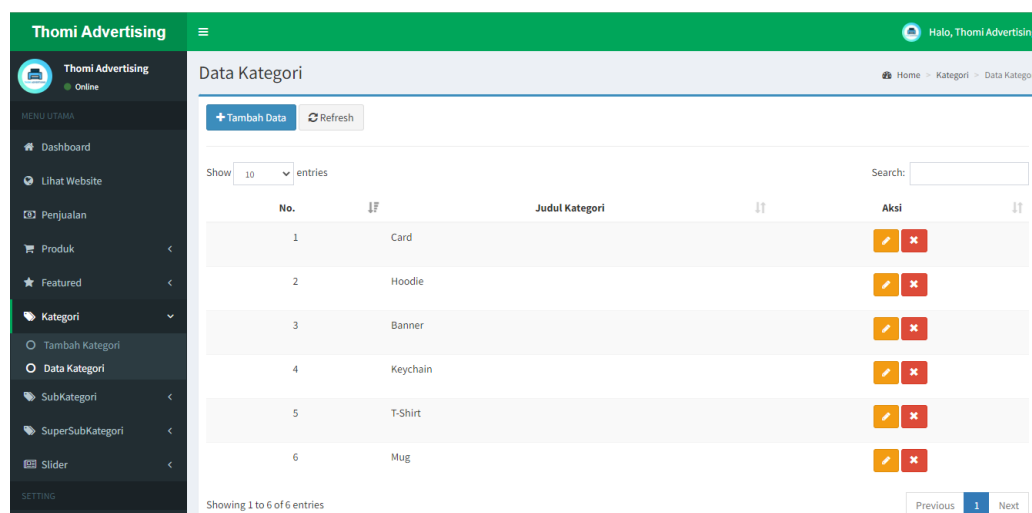 Thomi Advertising
Halo, Thomi Advertisin
Thomi Advertising
Online
MENU UTAMA
Dashboard
Lihat Website
Penjualan
Produk
Featured
Kategori
Tambah Kategori
Data Kategori
SubKategori
SuperSubKategori
Slider
SETTING
Data Kategori
Home > Kategori > Data Katego
Tambah Data
Refresh
Show 10 entries
Search:
No. Judul Kategori Aksi
1 Card
2 Hoodie
3 Banner
4 Keychain
5 T-Shirt
6 Mug
Showing 1 to 6 of 6 entries
Previous 1 Next